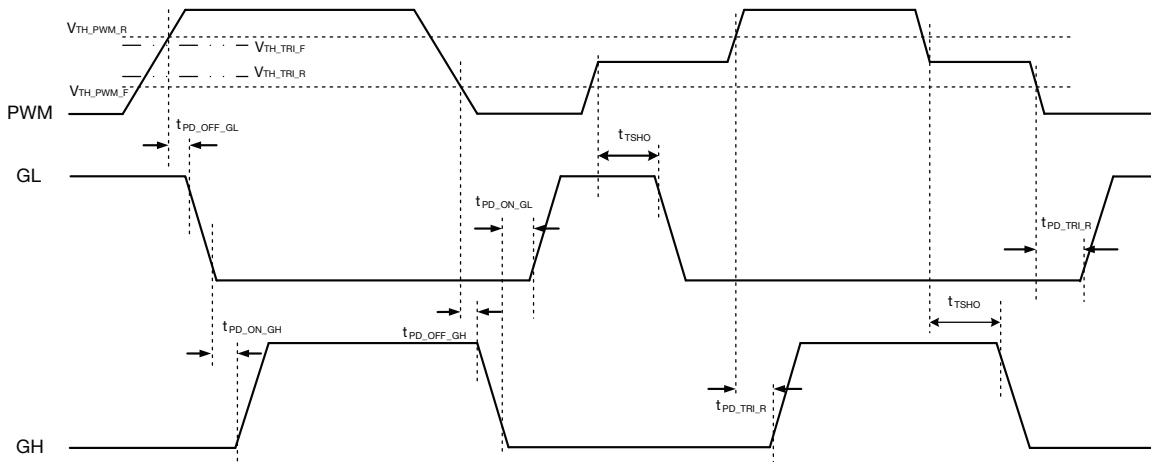 VTH_PWM_R
VTH_TRI_F
VTH_TRI_R
VTH_PWM_F
PWM
tPD_OFF_GL
tTSHO
GL
tPD_ON_GL
tPD_TRI_R
tTSHO
tPD_ON_GH
tPD_OFF_GH
tPD_TRI_R
GH